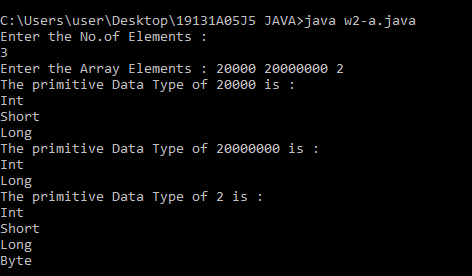 C:\Users\user\Desktop\19131A05J5 JAVA>java w2-a.java
Enter the No.of Elements :
3
Enter the Array Elements : 20000 20000000 2
The primitive Data Type of 20000 is :
Int
Short
Long
The primitive Data Type of 20000000 is :
Int
Long
The primitive Data Type of 2 is :
Int
Short
Long
Byte